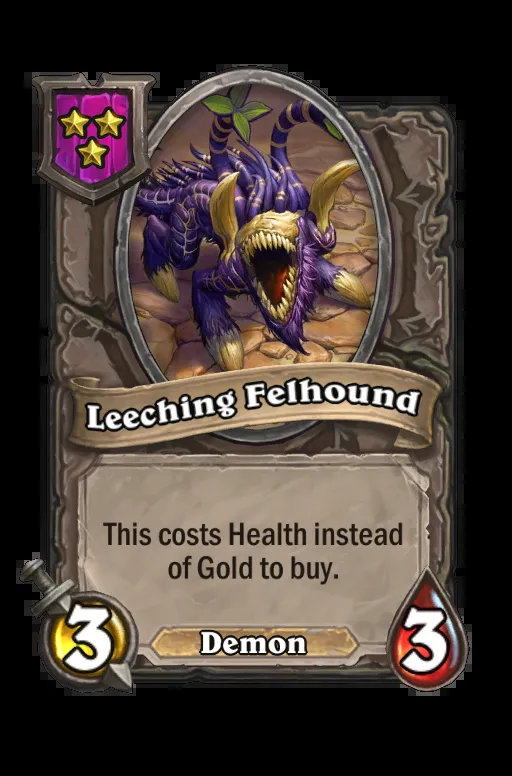 Leeching Felhound
This costs Health instead
of Gold to buy.
3
Demon
3